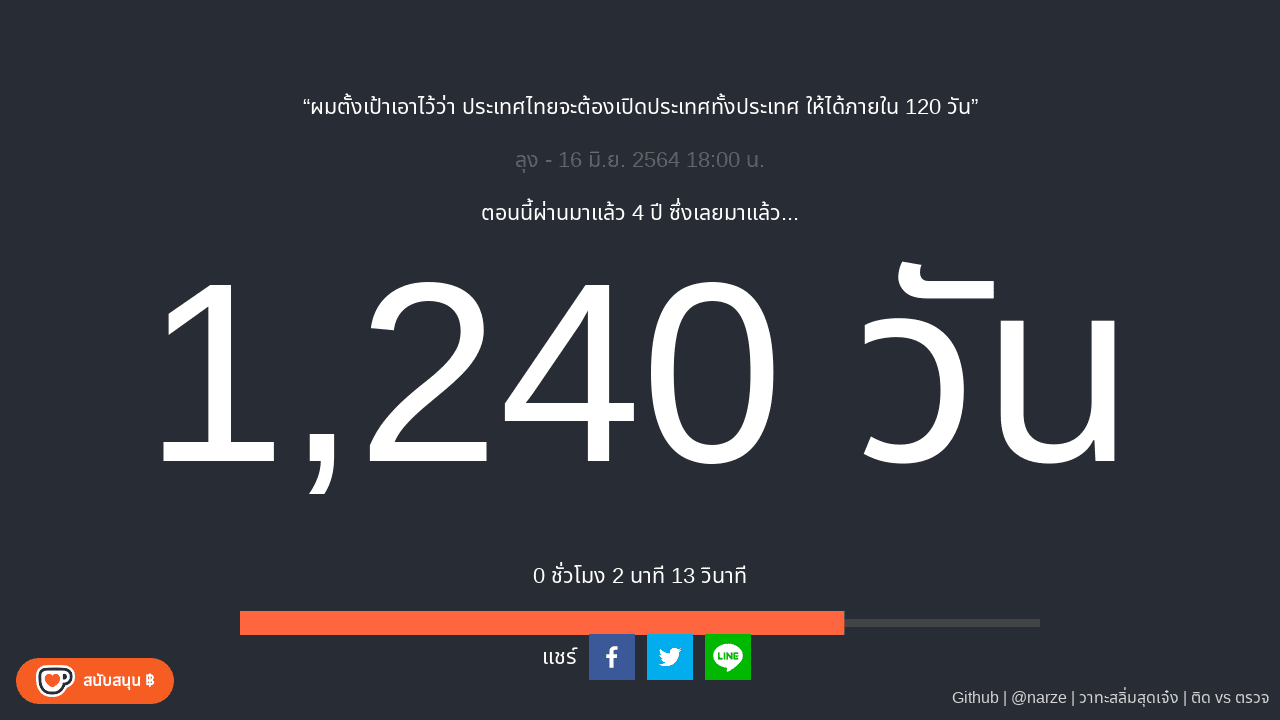 “ผมตั้งเป้าเอาไว้ว่า ประเทศไทยจะต้องเปิดประเทศทั้งประเทศ ให้ได้ภายใน 120 วัน”
ลุง - 16 มิ.ย. 2564 18:00 น.
ตอนนี้ผ่านมาแล้ว 4 ปี ซึ่งเลยมาแล้ว...
1,240 วัน
0 ชั่วโมง 2 นาที 13 วินาที
แชร์
LINE
สนับสนุน ฿
Github | @narze | วาทะสลิ่มสุดเจ๋ง | ติด vs ตรวจ